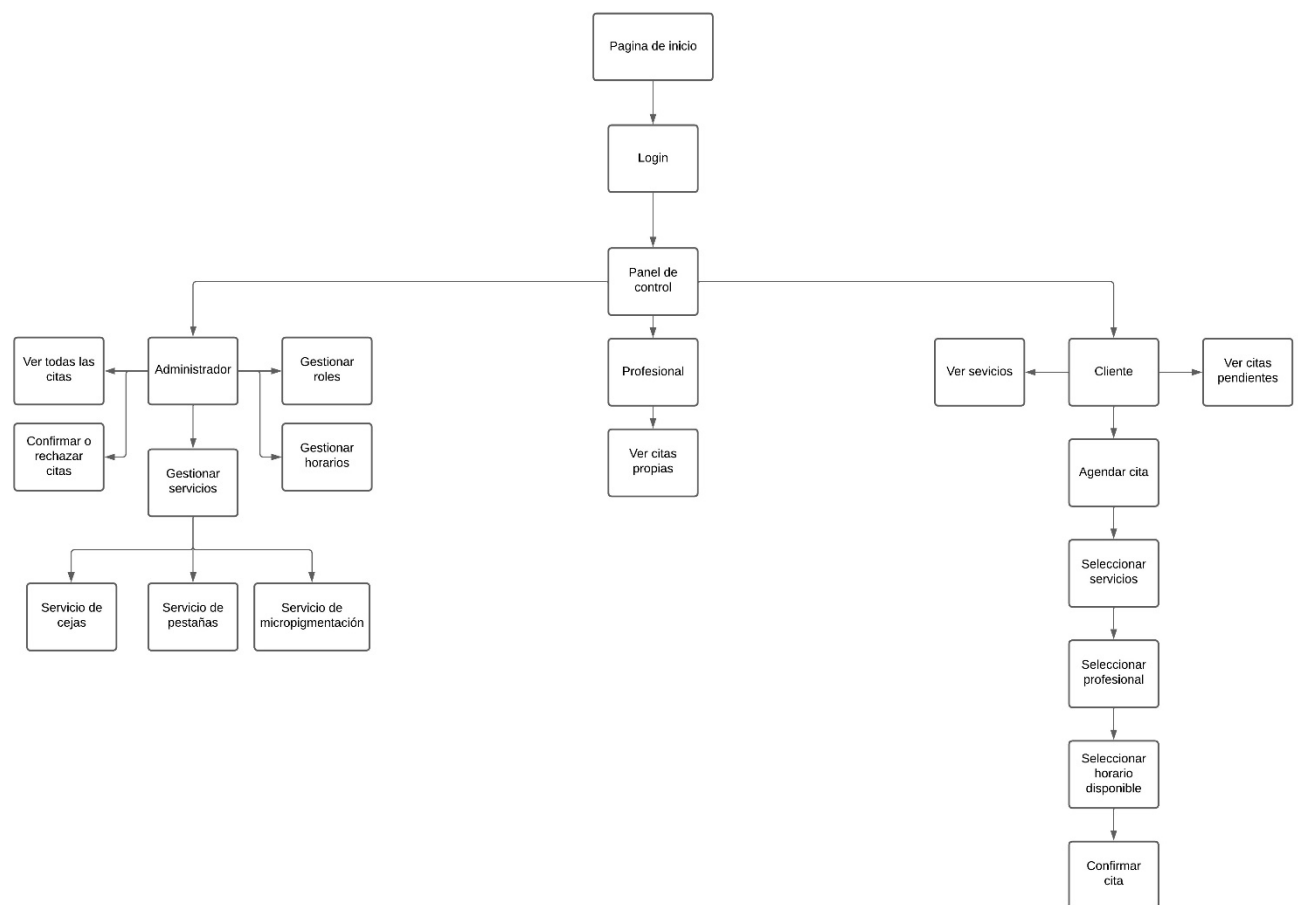 Pagina de inicio
Login
Panel de
control
Ver todas las
citas
Administrador
Gestionar
roles
Confirmar o
rechazar
citas
Gestionar
servicios
Gestionar
horarios
Servicio de
cejas
Servicio de
pestañas
Servicio de
micropigmentación
Profesional
Ver citas
propias
Ver sevicios
Cliente
Ver citas
pendientes
Agendar cita
Seleccionar
servicios
Seleccionar
profesional
Seleccionar
horario
disponible
Confirmar
cita